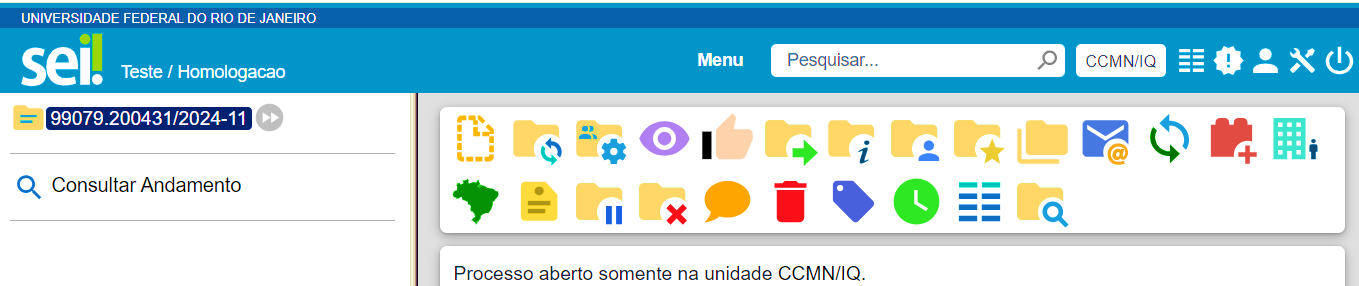 UNIVERSIDADE FEDERAL DO RIO DE JANEIRO
sei!
Teste / Homologacao
Menu
Pesquisar...
CCMN/IQ
99079.200431/2024-11
Consultar Andamento
Processo aberto somente na unidade CCMN/IQ.